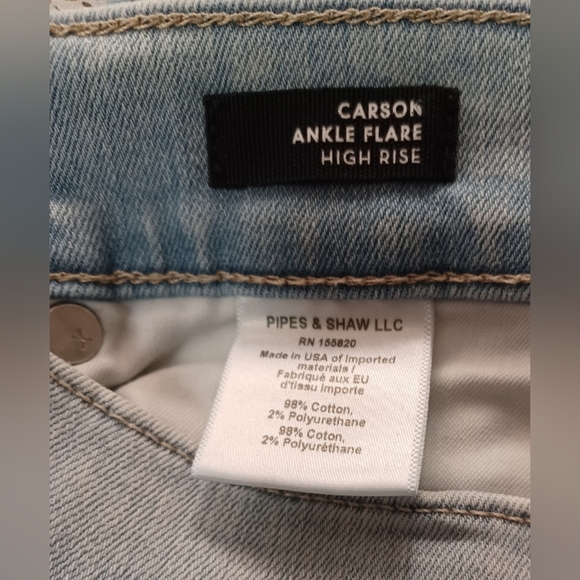 CARSON
ANKLE FLARE
HIGH RISE
PIPES & SHAW LLC
RN 155820
Made in USA of Imported
materials /
Fabriqué aux EU
d'tissu importe
98% Cotton,
2% Polyurethane
98% Coton,
2% Polyuréthane